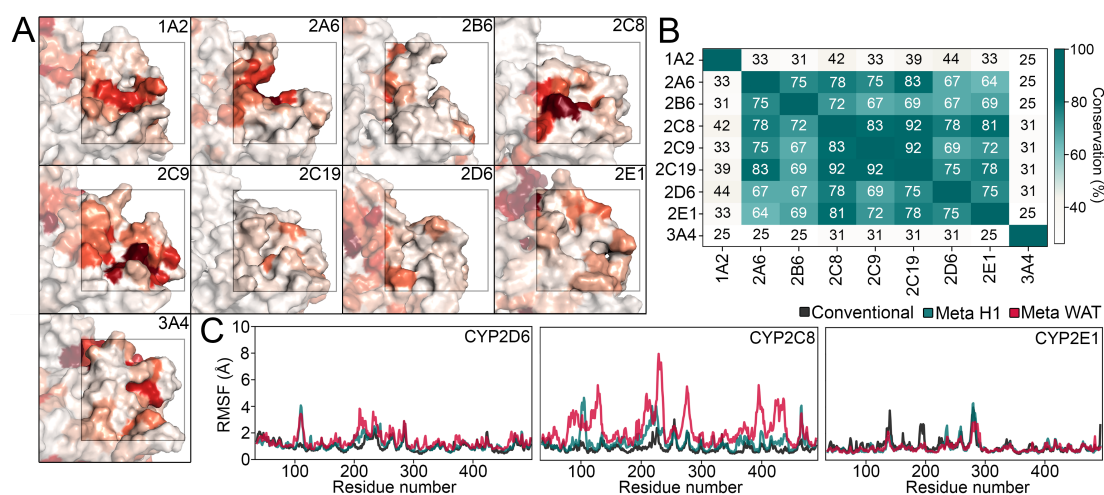 A
1A2 2A6 2B6 2C8
2C9 2C19 2D6 2E1
3A4
B
1A2 33 31 42 33 39 44 33 25
2A6 33 75 78 75 83 67 64 25
2B6 31 75 72 67 69 67 69 25
2C8 42 78 72 83 92 78 81 31
2C9 33 75 67 83 92 69 72 31
2C19 39 83 69 92 92 75 78 31
2D6 44 67 67 78 69 75 75 31
2E1 33 64 69 81 72 78 75 25
3A4 25 25 25 31 31 31 31 25
1A2 2A6 2B6 2C8 2C9 2C19 2D6 2E1 3A4
100
80
60
40
Conservation (%)
Conventional Meta H1 Meta WAT
C
CYP2D6 CYP2C8 CYP2E1
10
8
6
4
2
0
RMSF (Å)
100 200 300 400 100 200 300 400 100 200 300 400
Residue number Residue number Residue number